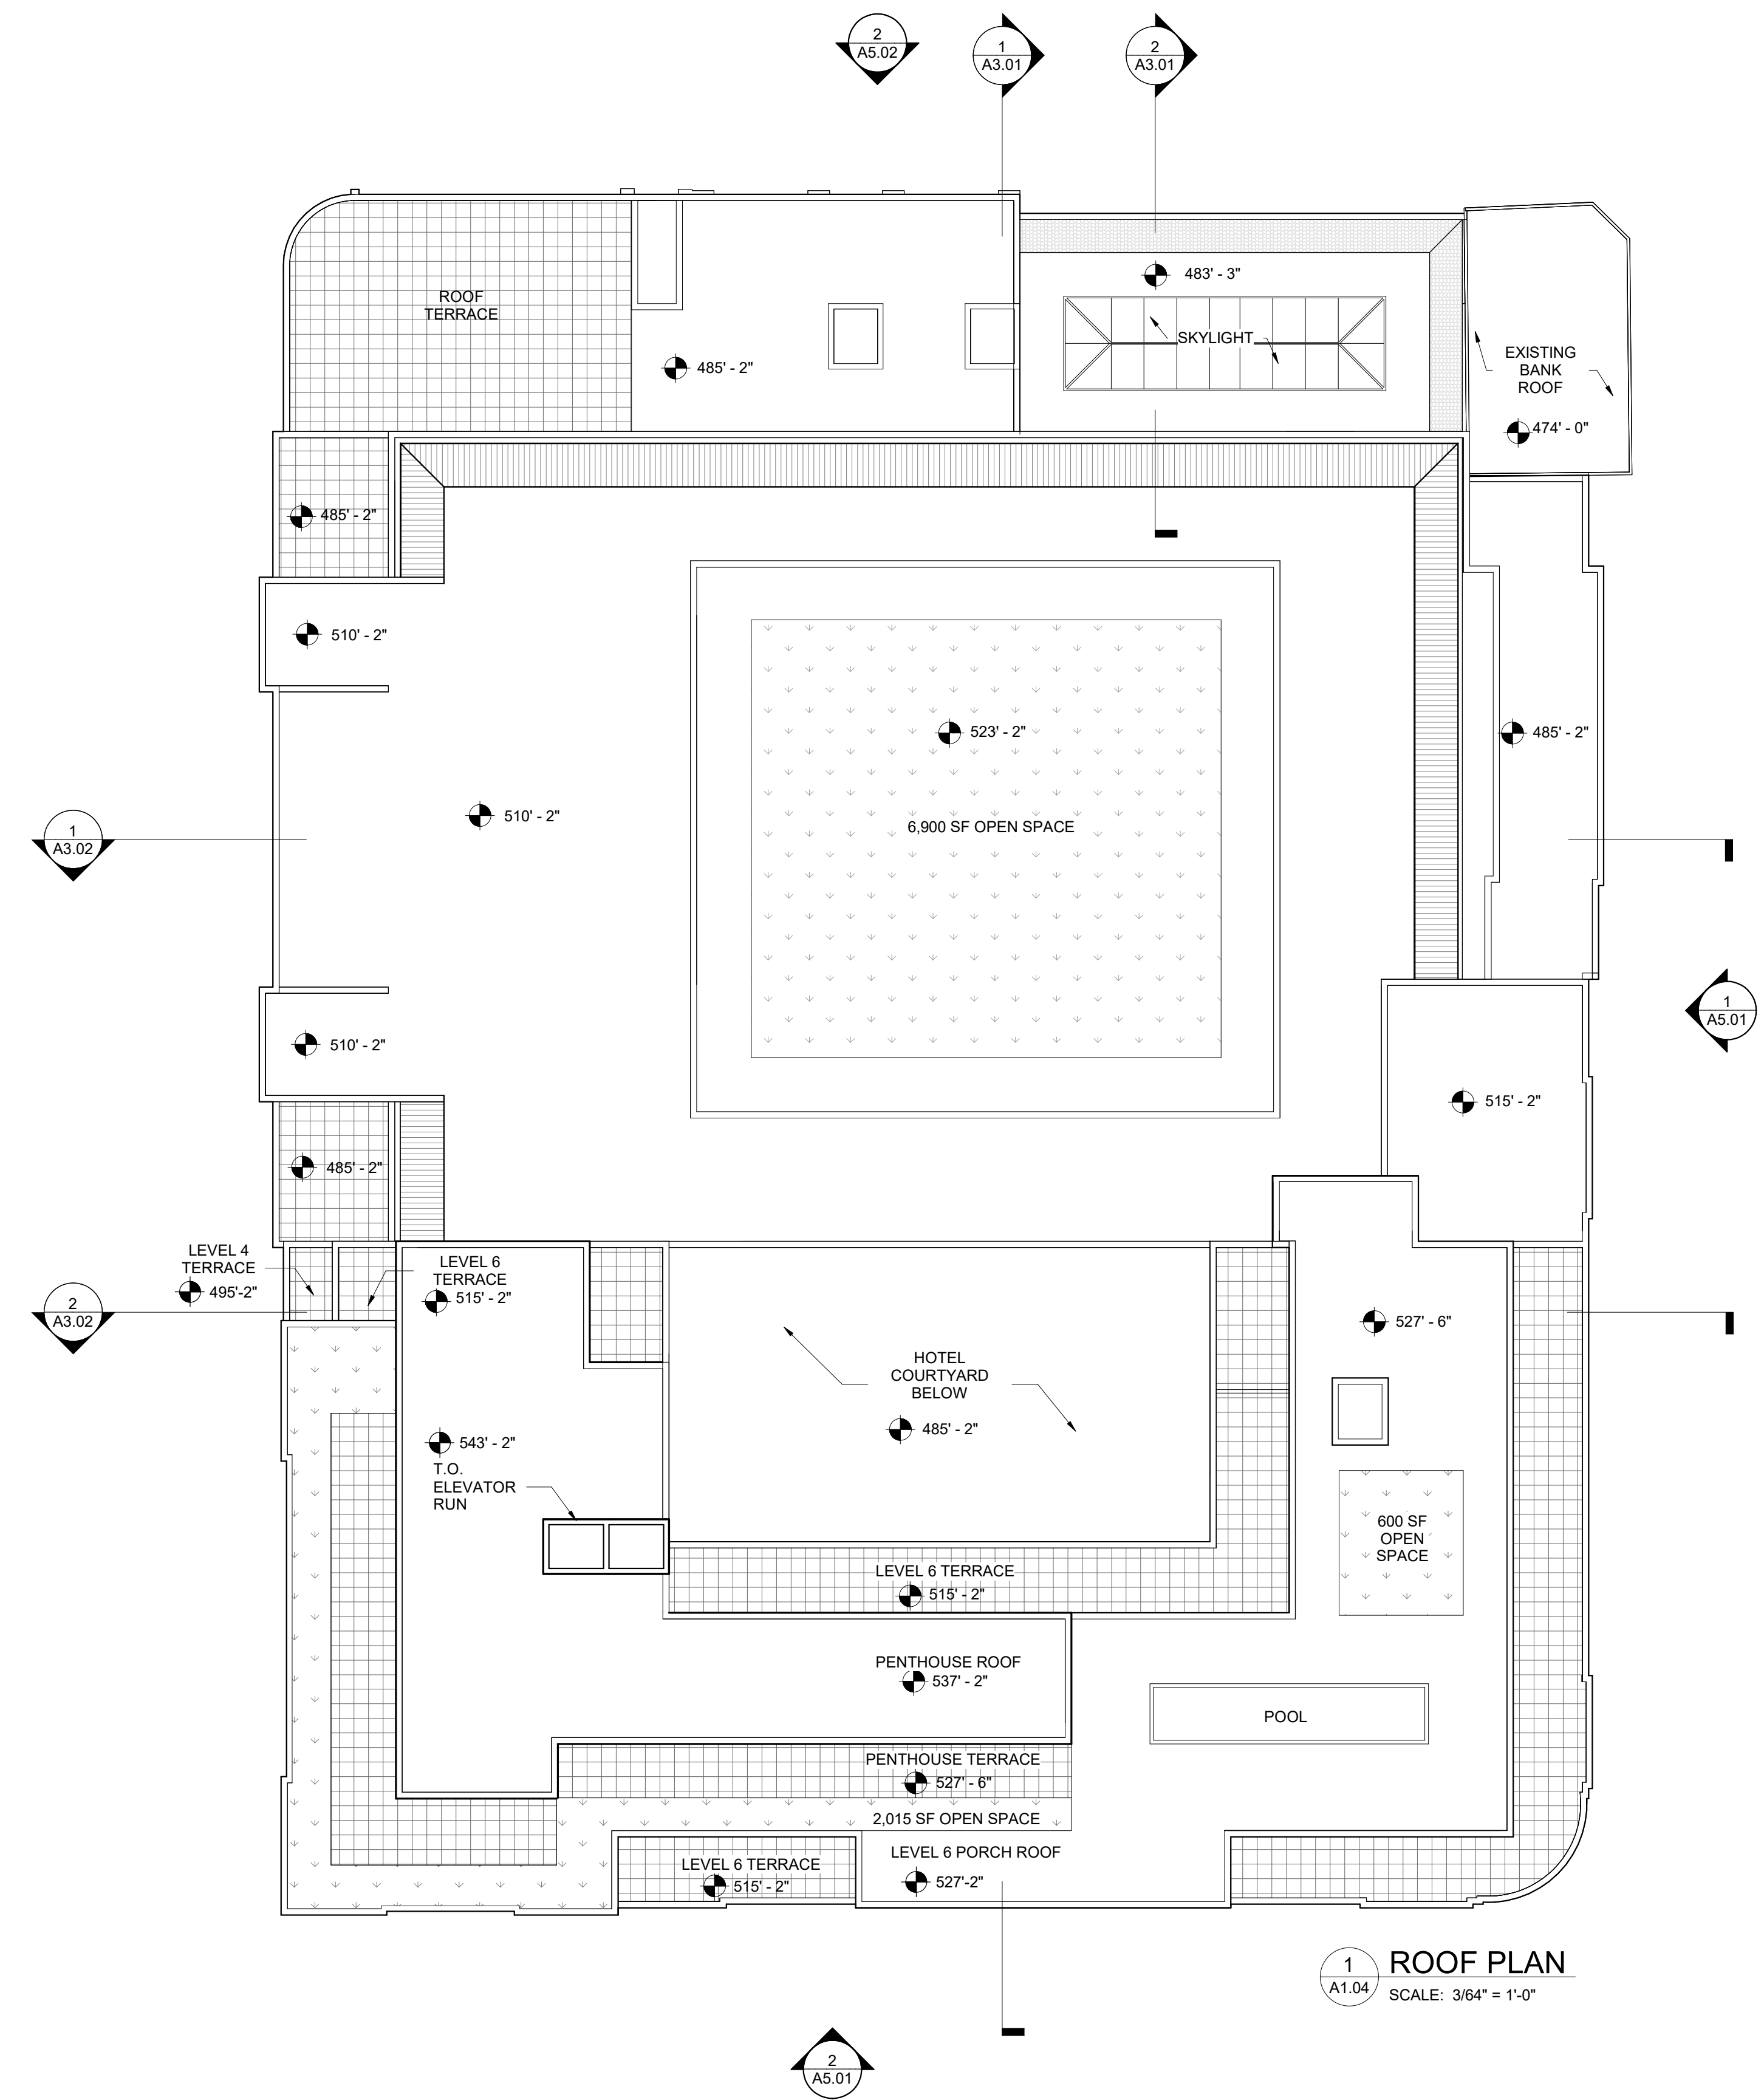 2
A5.02
1
A3.01
2
A3.01
483' - 3"
ROOF
TERRACE
SKYLIGHT
485' - 2"
EXISTING
BANK
ROOF
474' - 0"
485' - 2"
510' - 2"
523' - 2"
485' - 2"
510' - 2"
6,900 SF OPEN SPACE
1
A3.02
1
A5.01
510' - 2"
515' - 2"
485' - 2"
LEVEL 4
TERRACE
495'-2"
LEVEL 6
TERRACE
515' - 2"
2
A3.02
527' - 6"
HOTEL
COURTYARD
BELOW
485' - 2"
543' - 2"
T.O.
ELEVATOR
RUN
600 SF
OPEN
SPACE
LEVEL 6 TERRACE
515' - 2"
PENTHOUSE ROOF
537' - 2"
POOL
PENTHOUSE TERRACE
527' - 6"
2,015 SF OPEN SPACE
LEVEL 6 PORCH ROOF
527'-2"
LEVEL 6 TERRACE
515' - 2"
1
A1.04
ROOF PLAN
SCALE: 3/64" = 1'-0"
2
A5.01